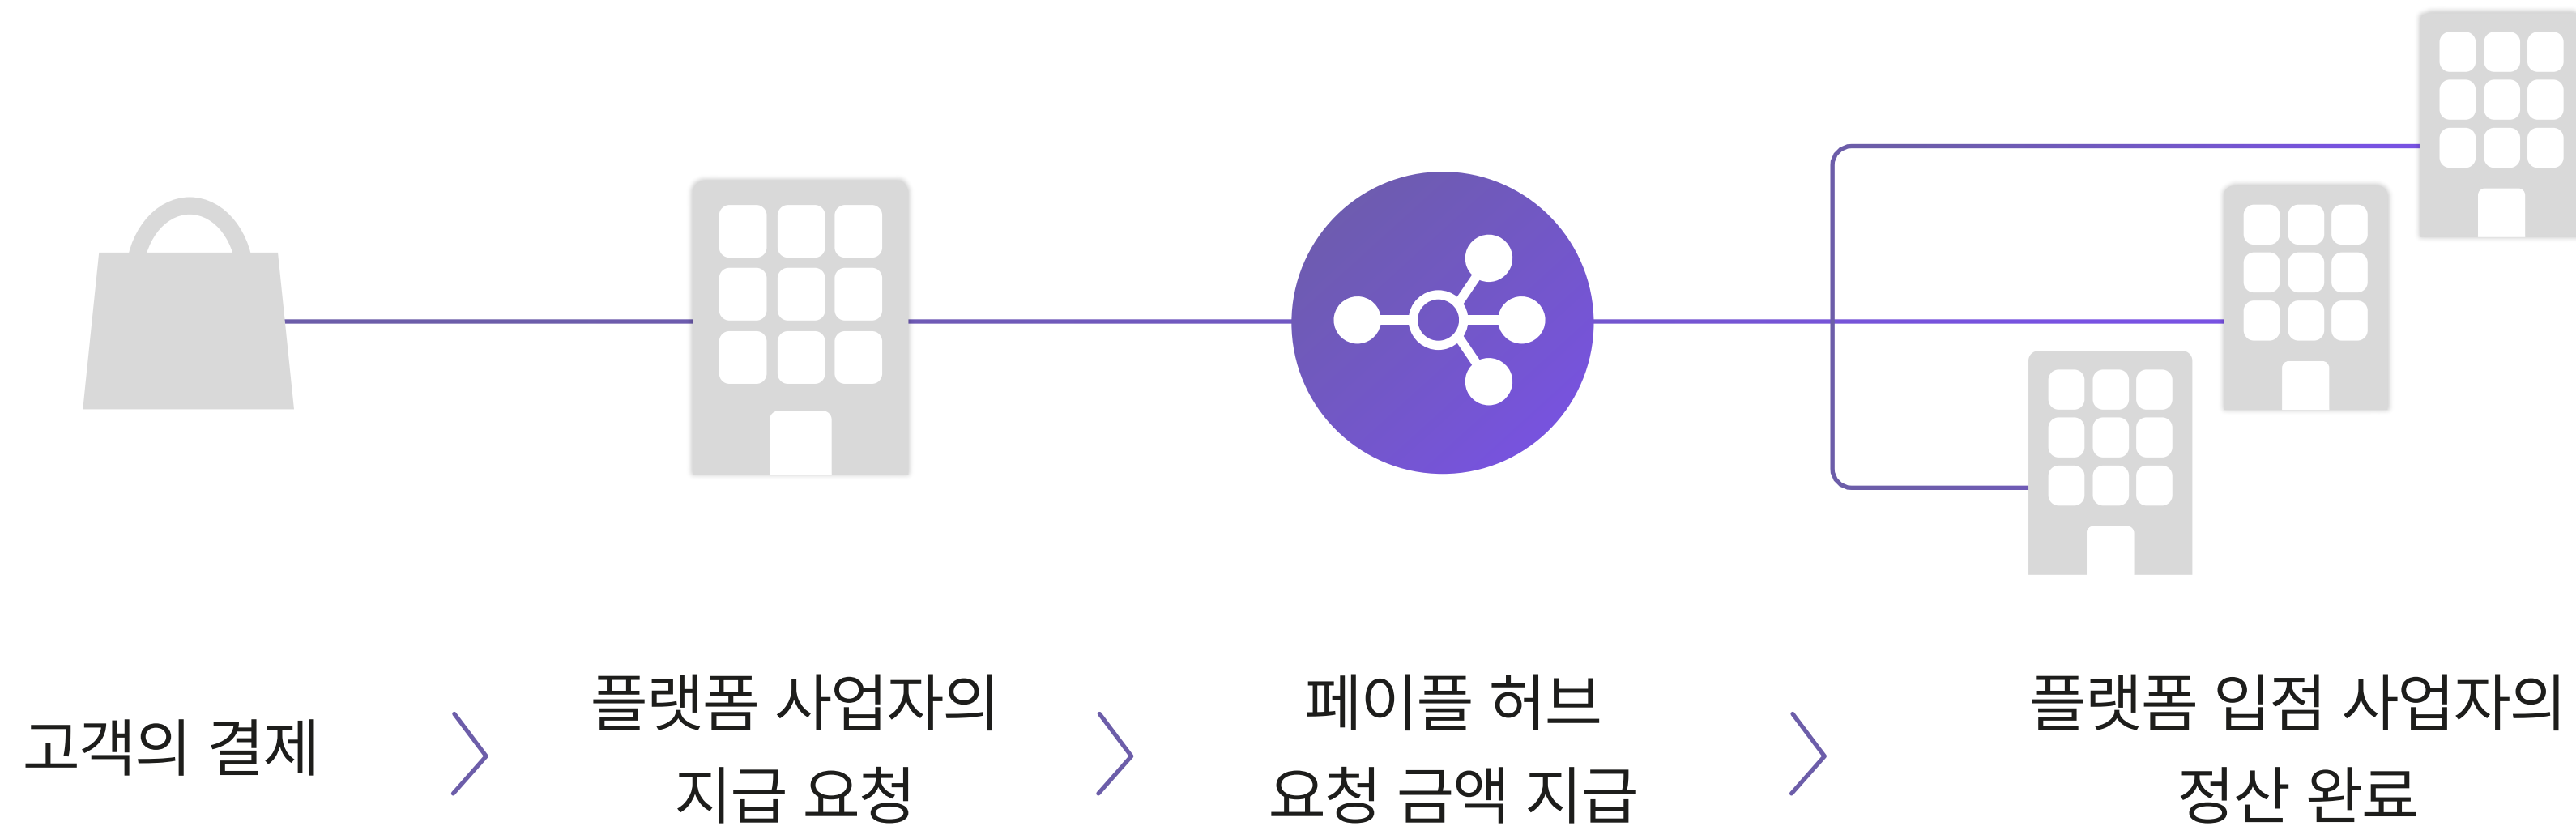 고객의 결제
플랫폼 사업자의
지급 요청
페이플 허브
요청 금액 지급
플랫폼 입점 사업자의
정산 완료